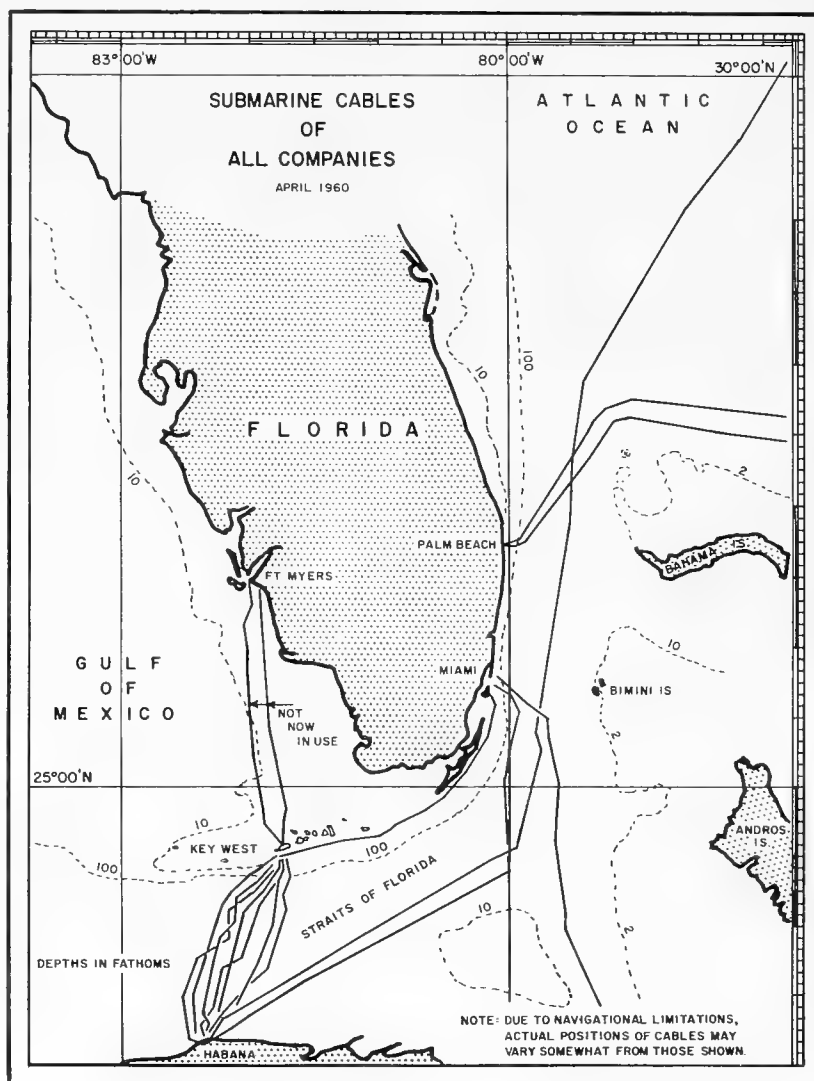 83°00'W
80°00'W
30°00'N
SUBMARINE CABLES
OF
ALL COMPANIES
APRIL 1960
ATLANTIC
OCEAN
10
100
FLORIDA
10
2
PALM BEACH
BAHAMA IS.
FT MYERS
10
GULF
OF
MEXICO
MIAMI
BIMINI IS
NOT
NOW
IN USE
2
25°00'N
10
KEY WEST
100
100
ANDROS
IS.
STRAITS OF FLORIDA
10
2
DEPTHS IN FATHOMS
HABANA
NOTE: DUE TO NAVIGATIONAL LIMITATIONS,
ACTUAL POSITIONS OF CABLES MAY
VARY SOMEWHAT FROM THOSE SHOWN.